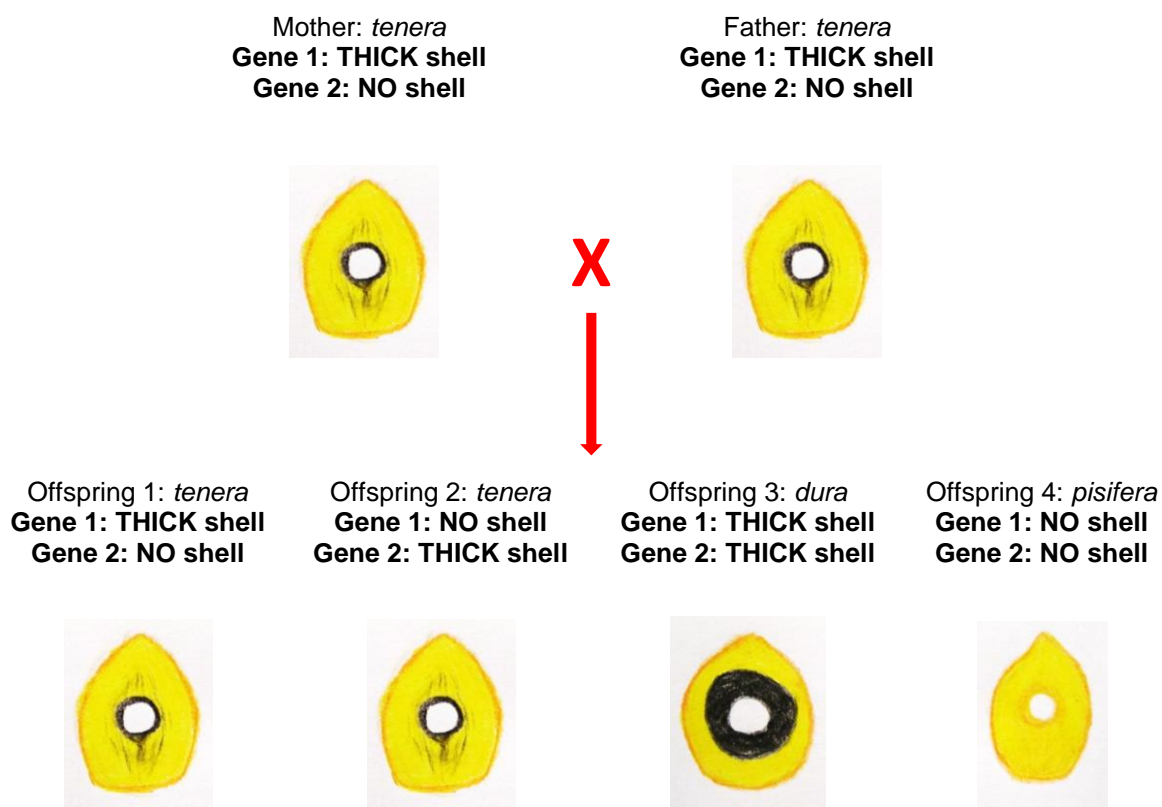 Mother: tenera
Gene 1: THICK shell
Gene 2: NO shell
Father: tenera
Gene 1: THICK shell
Gene 2: NO shell
X
Offspring 1: tenera
Gene 1: THICK shell
Gene 2: NO shell
Offspring 2: tenera
Gene 1: NO shell
Gene 2: THICK shell
Offspring 3: dura
Gene 1: THICK shell
Gene 2: THICK shell
Offspring 4: pisifera
Gene 1: NO shell
Gene 2: NO shell